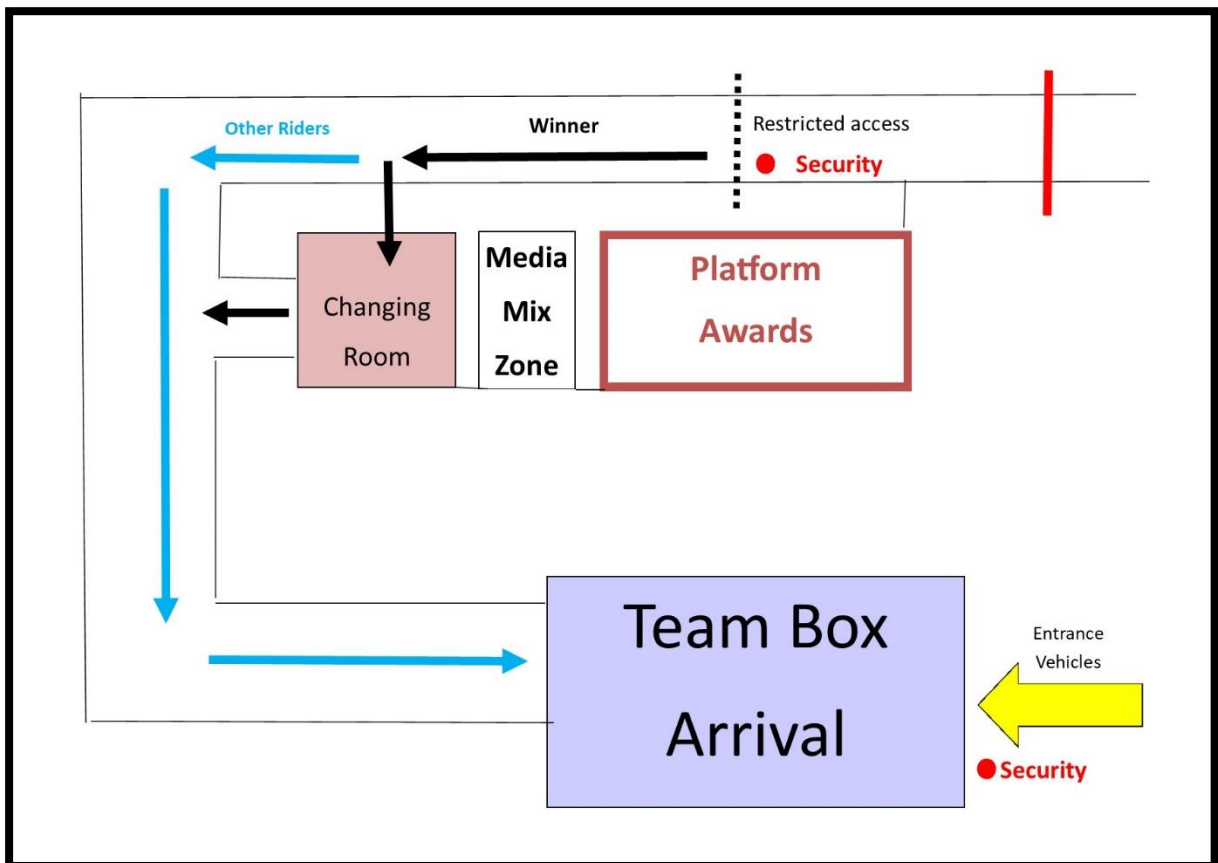 Other Riders
Winner
Restricted access
Security
Changing
Room
Media
Mix
Zone
Platform
Awards
Team Box
Arrival
Entrance
Vehicles
Security